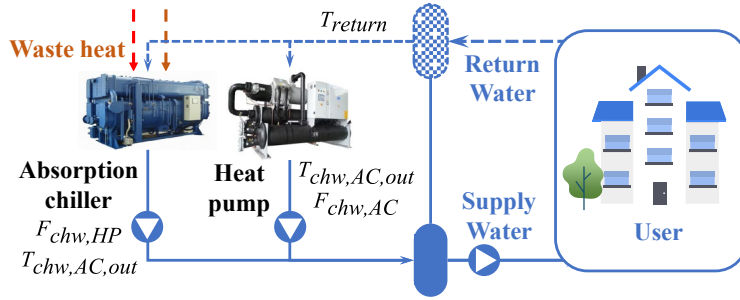 T_return
Waste heat
Return
Water
Absorption
chiller
Heat
pump
T_chw,AC,out
F_chw,AC
F_chw,HP
T_chw,AC,out
Supply
Water
User